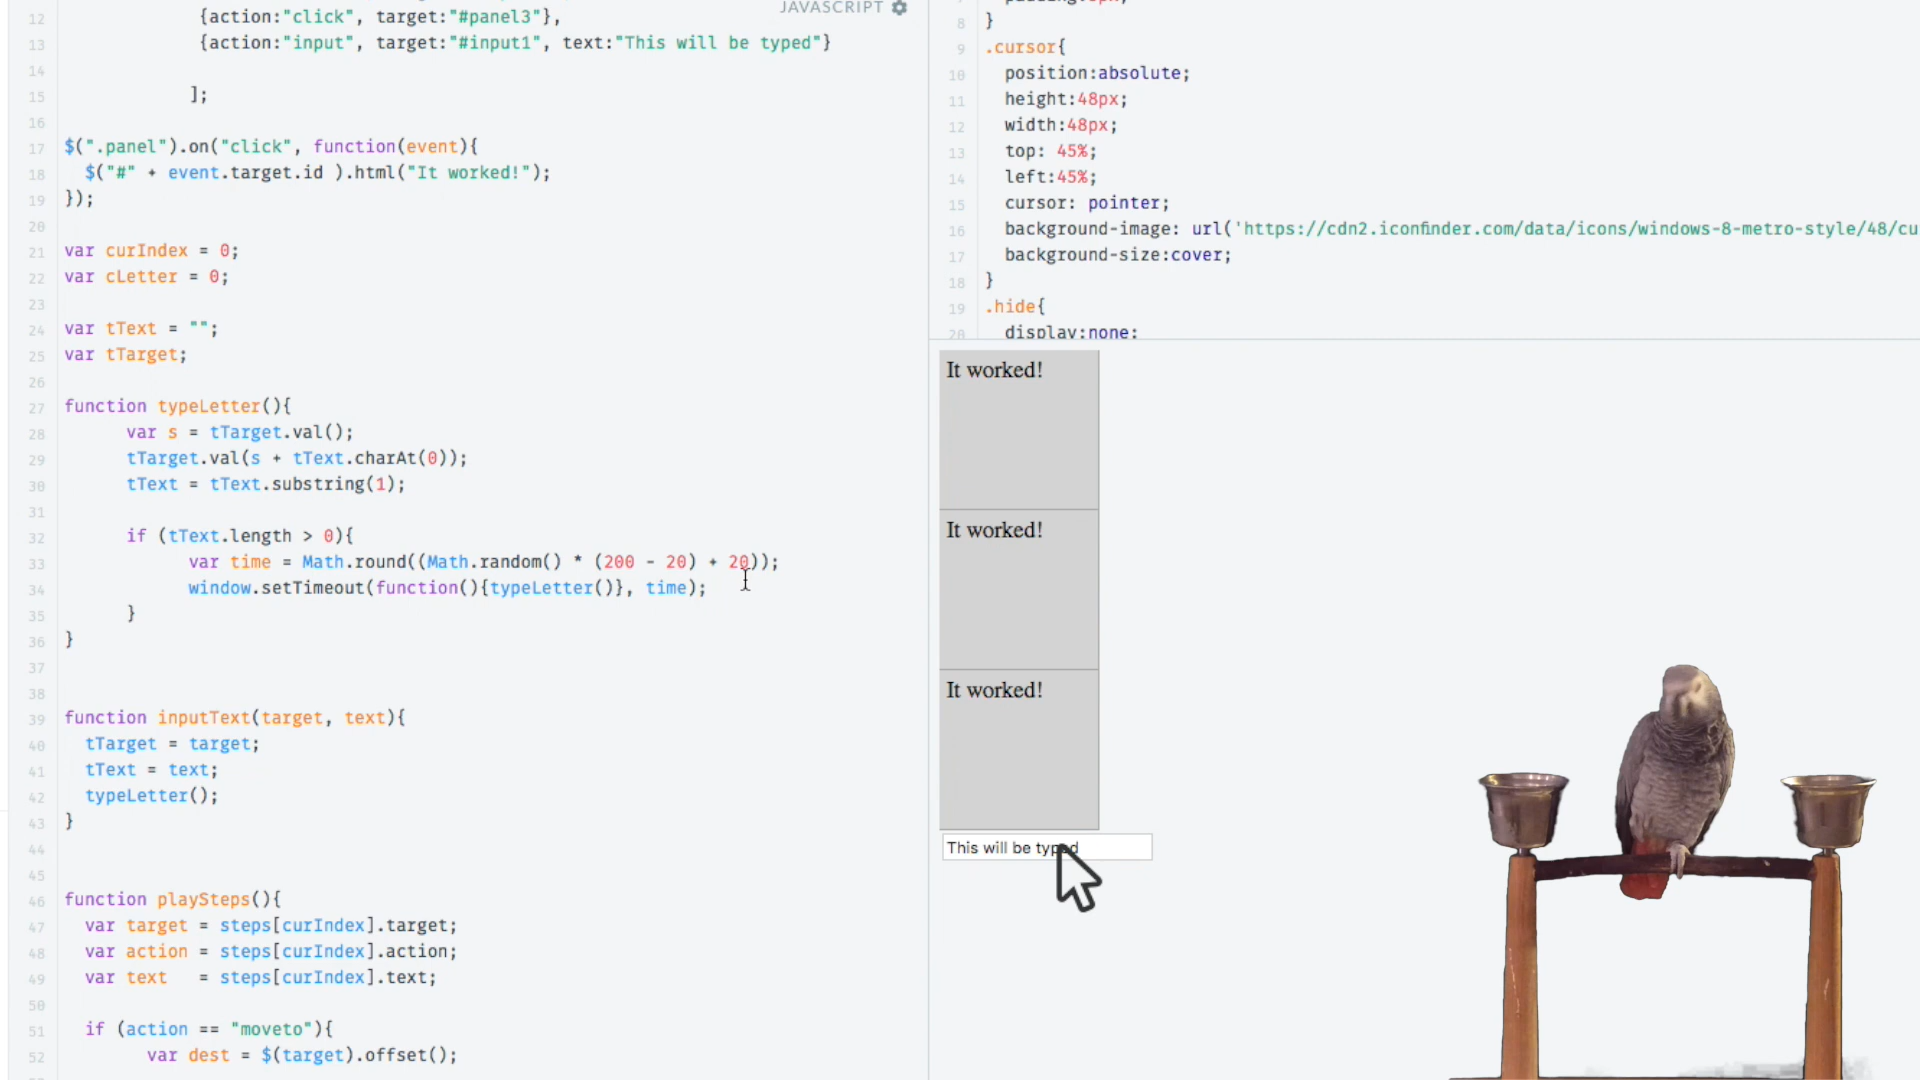 JAVASCRIPT
12 {action:"click", target:"#panel3"},
13 {action:"input", target:"#input1", text:"This will be typed"}
14
15 ];
16
17 $(".panel").on("click", function(event){
18 $("#" + event.target.id ).html("It worked!");
19 });
20
21 var curIndex = 0;
22 var cLetter = 0;
23
24 var tText = "";
25 var tTarget;
26
27 function typeLetter(){
28 var s = tTarget.val();
29 tTarget.val(s + tText.charAt(0));
30 tText = tText.substring(1);
31
32 if (tText.length > 0){
33 var time = Math.round((Math.random() * (200 - 20) + 20));
34 window.setTimeout(function(){typeLetter()}, time);
35 }
36 }
37
38
39 function inputText(target, text){
40 tTarget = target;
41 tText = text;
42 typeLetter();
43 }
44
45
46 function playSteps(){
47 var target = steps[curIndex].target;
48 var action = steps[curIndex].action;
49 var text = steps[curIndex].text;
50
51 if (action == "moveto"){
52 var dest = $(target).offset();
8 }
9 .cursor{
10 position:absolute;
11 height:48px;
12 width:48px;
13 top: 45%;
14 left:45%;
15 cursor: pointer;
16 background-image: url('https://cdn2.iconfinder.com/data/icons/windows-8-metro-style/48/cu
17 background-size:cover;
18 }
19 .hide{
20 display:none;
It worked!
It worked!
It worked!
This will be typed